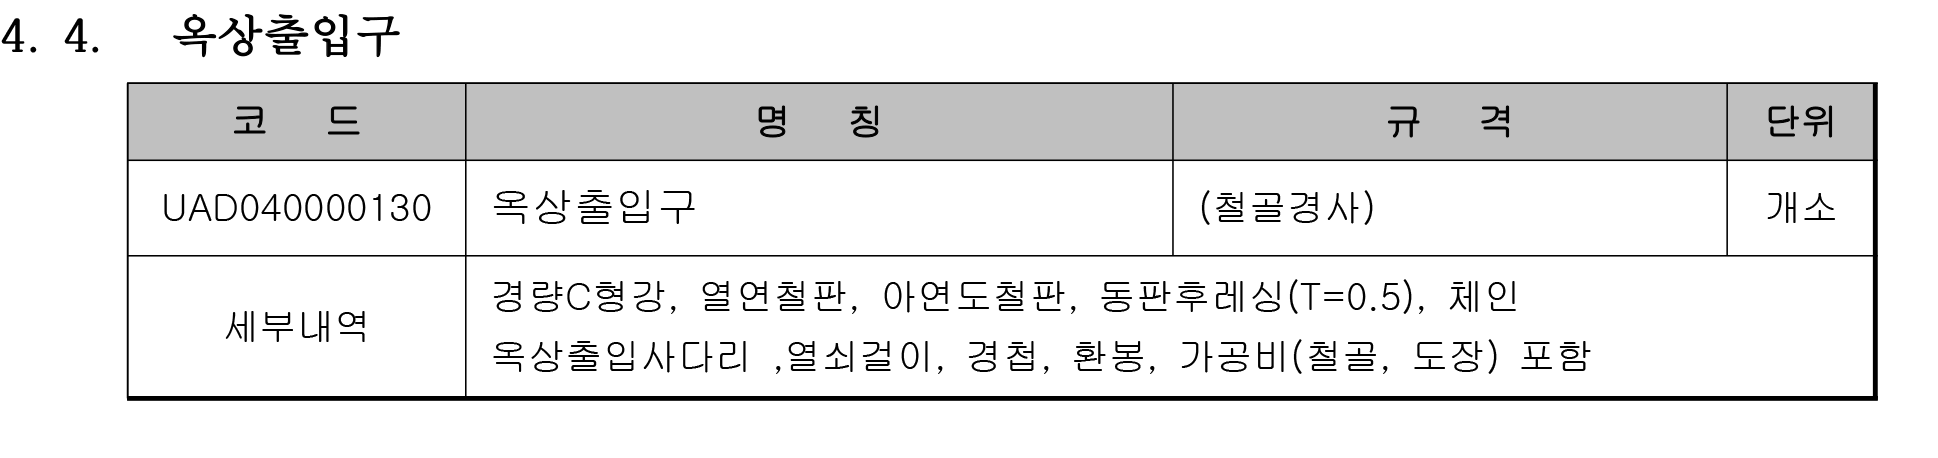 4. 4. 옥상출입구
코 드 명 칭 규 격 단위
UAD040000130 옥상출입구 (철골경사) 개소
세부내역
경량C형강, 열연철판, 아연도철판, 동판후레싱(T=0.5), 체인
옥상출입사다리 ,열쇠걸이, 경첩, 환봉, 가공비(철골, 도장) 포함